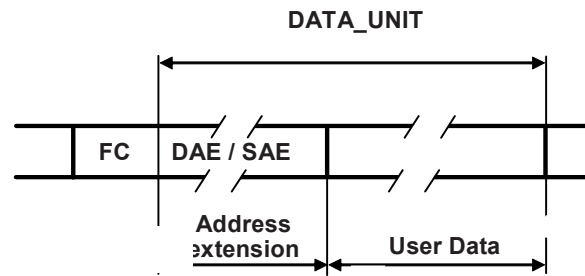 DATA_UNIT
FC DAE / SAE
Address
extension User Data